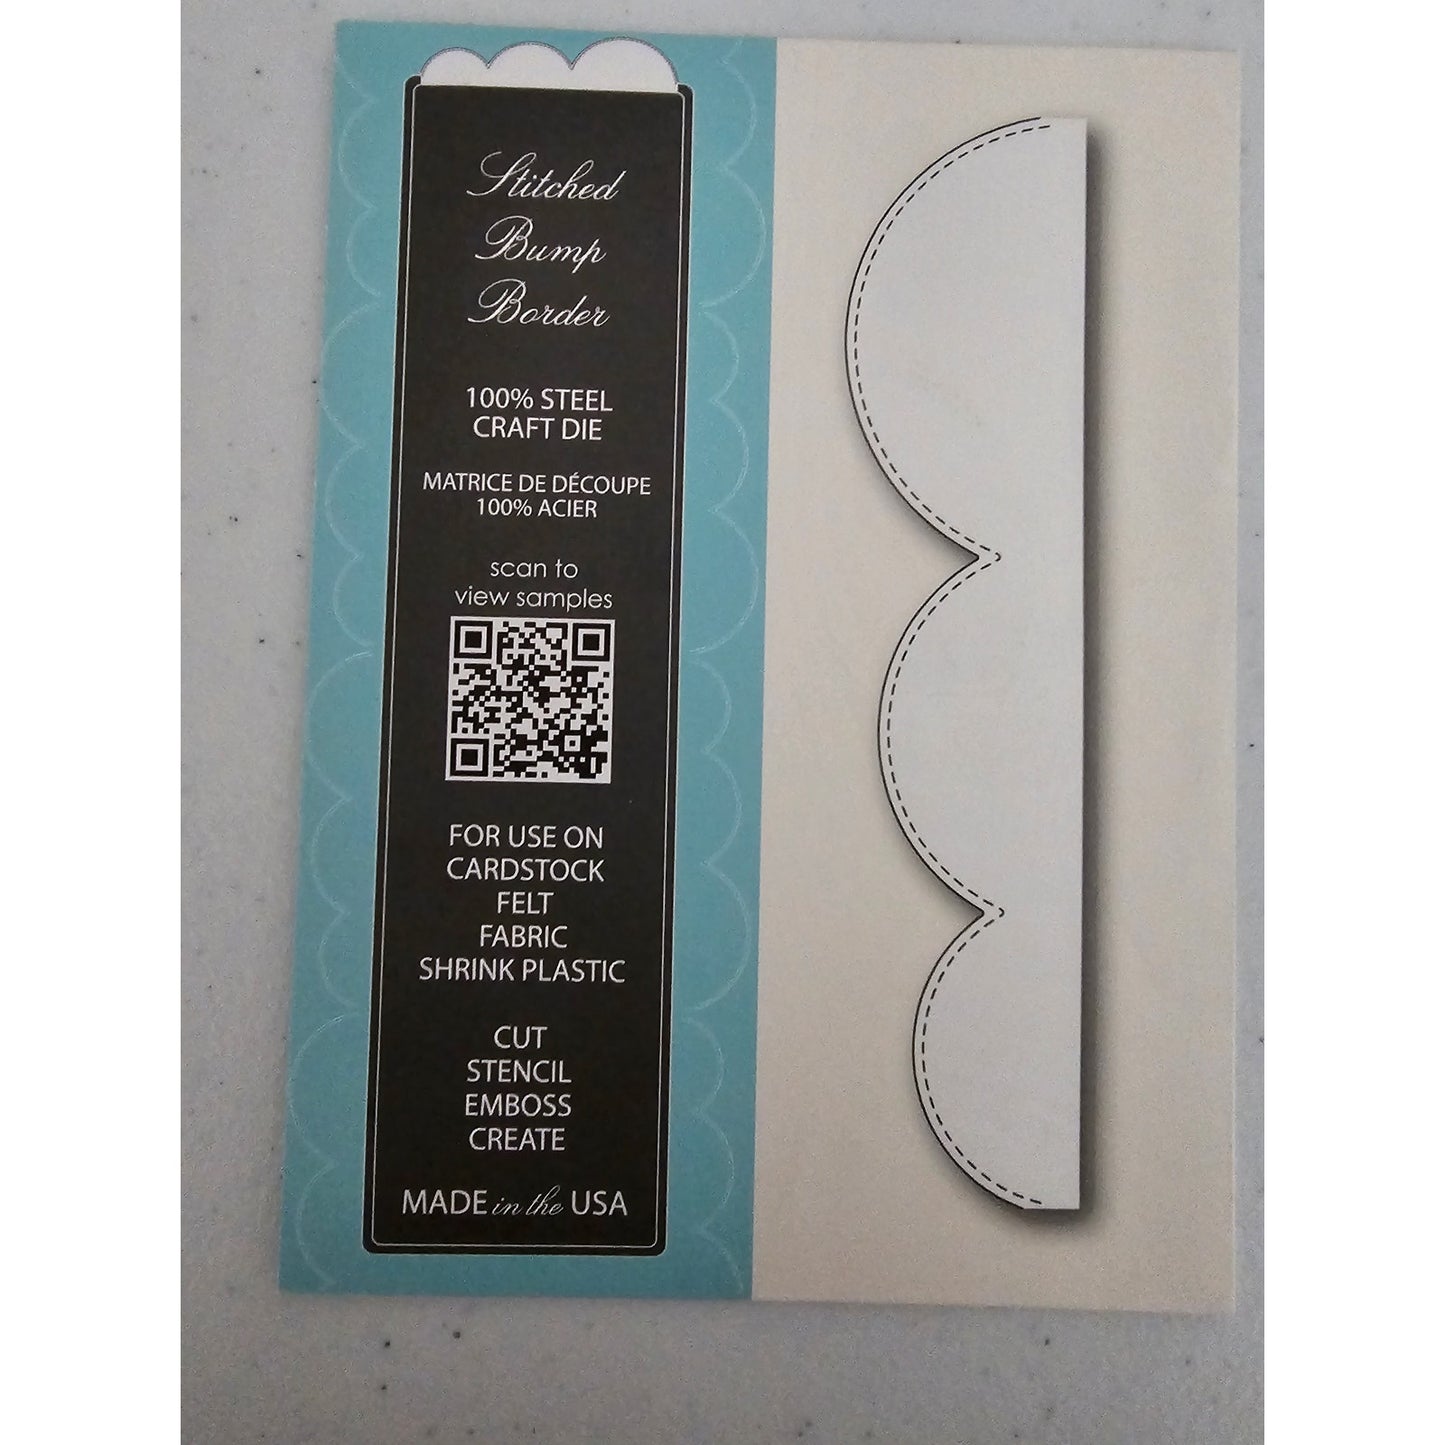 Stitched
Bump
Border
100% STEEL
CRAFT DIE
MATRICE DE DÉCOUPE
100% ACIER
scan to
view samples
FOR USE ON
CARDSTOCK
FELT
FABRIC
SHRINK PLASTIC
CUT
STENCIL
EMBOSS
CREATE
MADE in the USA